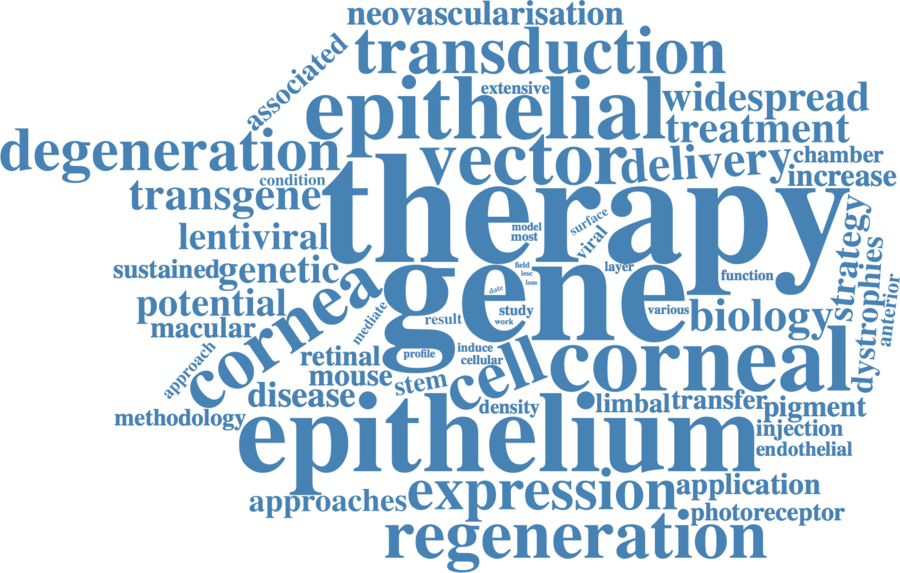 neovascularisation
transduction
associated
extensive
epithelial
widespread
treatment
degeneration
vector
delivery
chamber
increase
condition
transgene
therapy
lentiviral
model
most
surface
viral
strategy
sustained
genetic
field
layer
function
lesc
loss
dystrophies
anterior
potential
cornea
gene
date
mediate
macular
result
study
work
various
biology
approach
retinal
profile
induce
cellular
corneal
mouse
stem
cell
disease
methodology
density
limbal
transfer
pigment
epithelium
injection
endothelial
approaches
expression
application
photoreceptor
regeneration